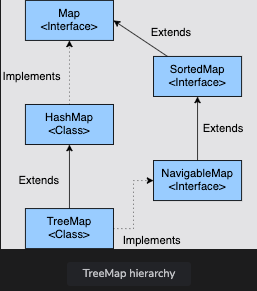 Map
<Interface>
Extends
Implements
SortedMap
<Interface>
HashMap
<Class>
Extends
Extends
NavigableMap
<Interface>
TreeMap
<Class>
Implements
TreeMap hierarchy